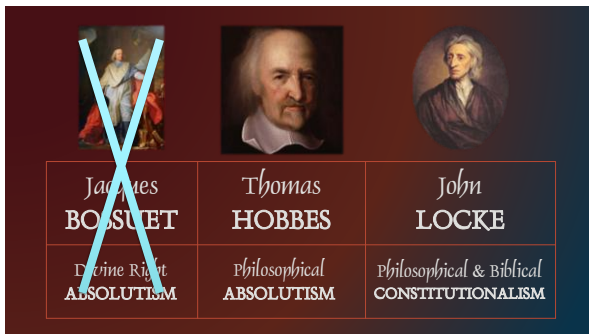 Jacques
BOSSUET
Thomas
HOBBES
John
LOCKE
Divine Right
ABSOLUTISM
Philosophical
ABSOLUTISM
Philosophical & Biblical
CONSTITUTIONALISM